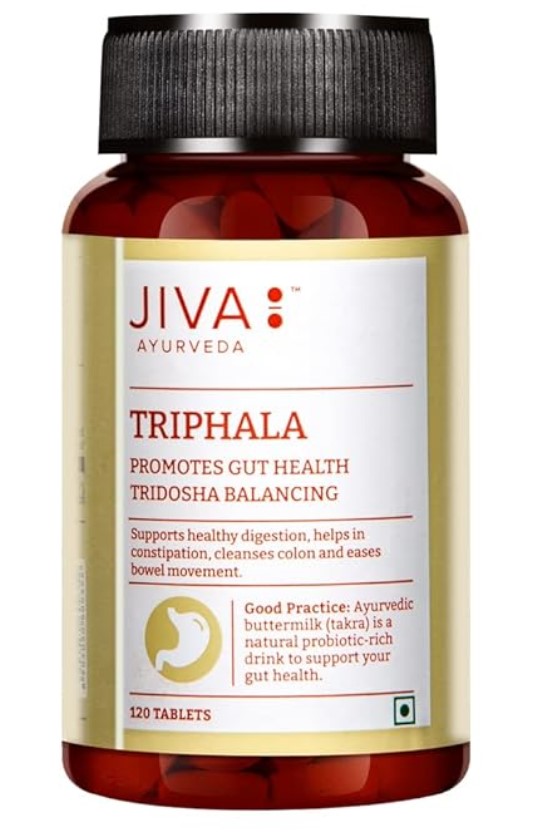 JIVA ™
AYURVEDA
TRIPHALA
PROMOTES GUT HEALTH
TRIDOSHA BALANCING
Supports healthy digestion, helps in
constipation, cleanses colon and eases
bowel movement.
Good Practice: Ayurvedic
buttermilk (takra) is a
natural probiotic-rich
drink to support your
gut health.
120 TABLETS